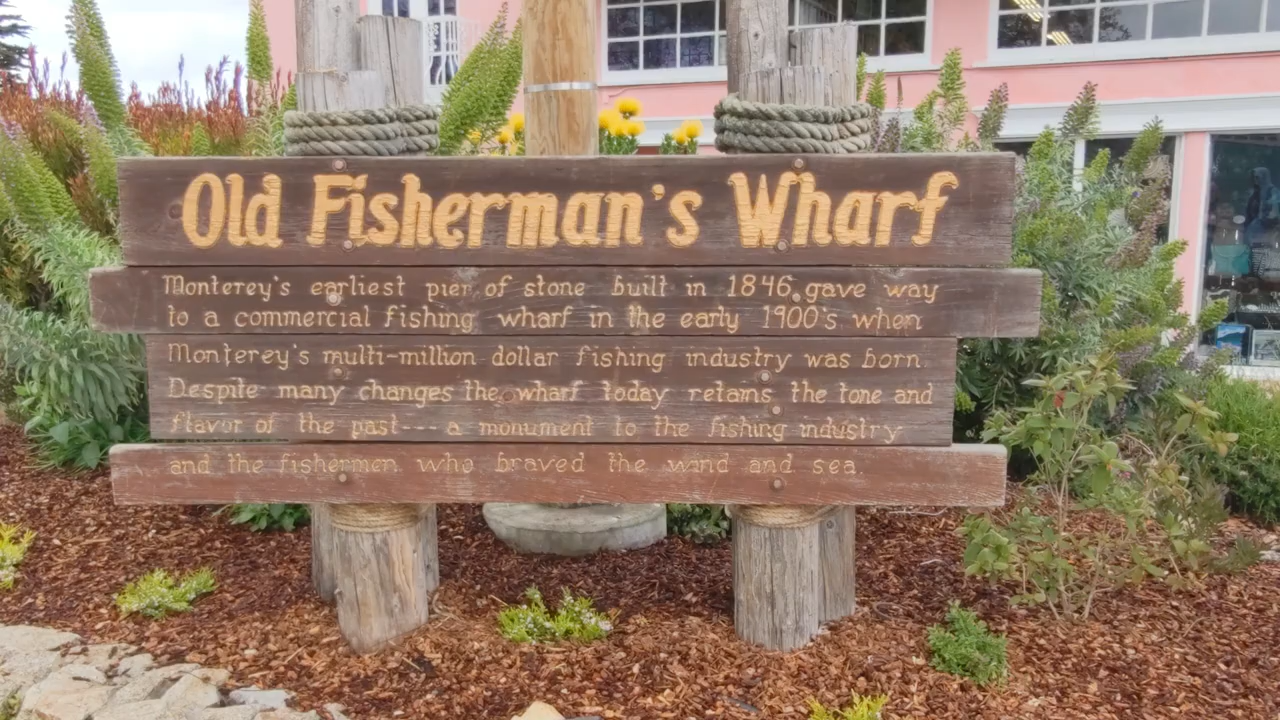 Old Fisherman's Wharf
Monterey's earliest pier of stone built in 1846 gave way
to a commercial fishing wharf in the early 1900's when
Monterey's multi-million dollar fishing industry was born.
Despite many changes the wharf today retains the tone and
flavor of the past--- a monument to the fishing industry
and the fishermen who braved the wind and sea.